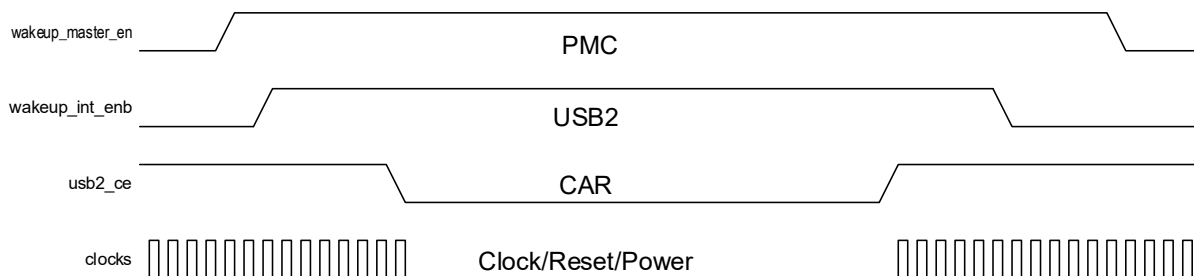 wakeup_master_en
PMC
wakeup_int_enb
USB2
usb2_ce
CAR
clocks
Clock/Reset/Power